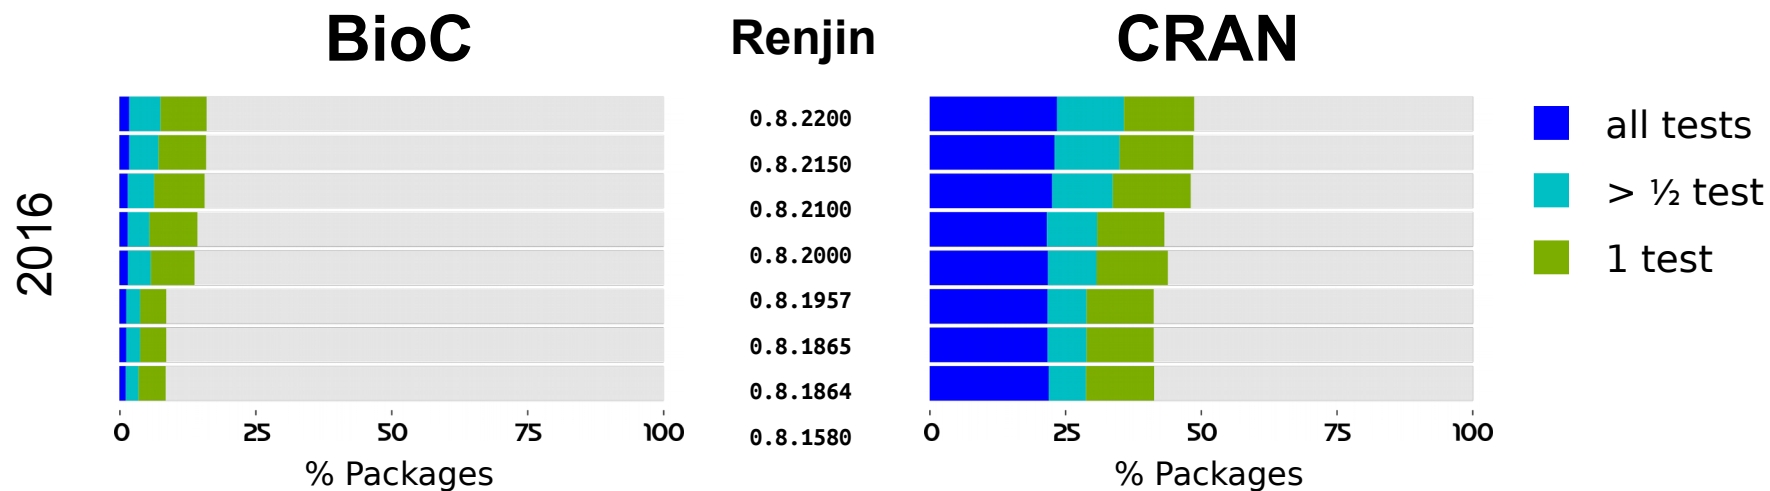 BioC
Renjin
CRAN
2016
0.8.2200
0.8.2150
0.8.2100
0.8.2000
0.8.1957
0.8.1865
0.8.1864
0.8.1580
all tests
> ½ test
1 test
0 25 50 75 100
% Packages
0 25 50 75 100
% Packages